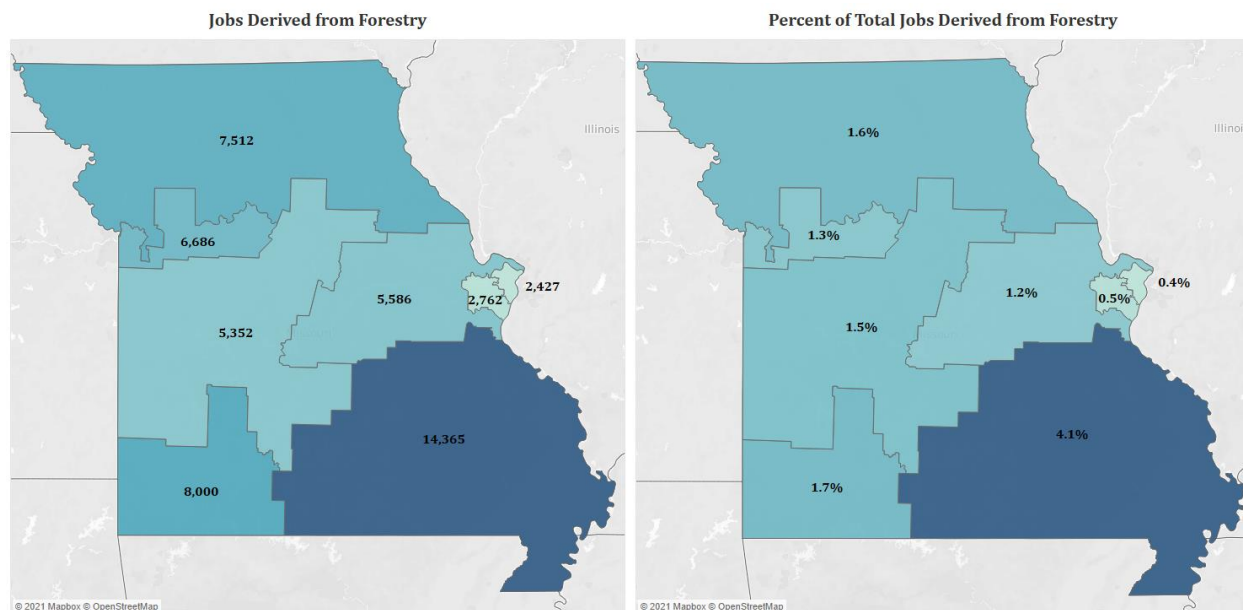 Jobs Derived from Forestry
Illinois
7,512
6,686
2,427
5,586
2,762
5,352
14,365
8,000
© 2021 Mapbox © OpenStreetMap
Percent of Total Jobs Derived from Forestry
Illinois
1.6%
1.3%
0.4%
1.2%
0.5%
1.5%
4.1%
1.7%
© 2021 Mapbox © OpenStreetMap